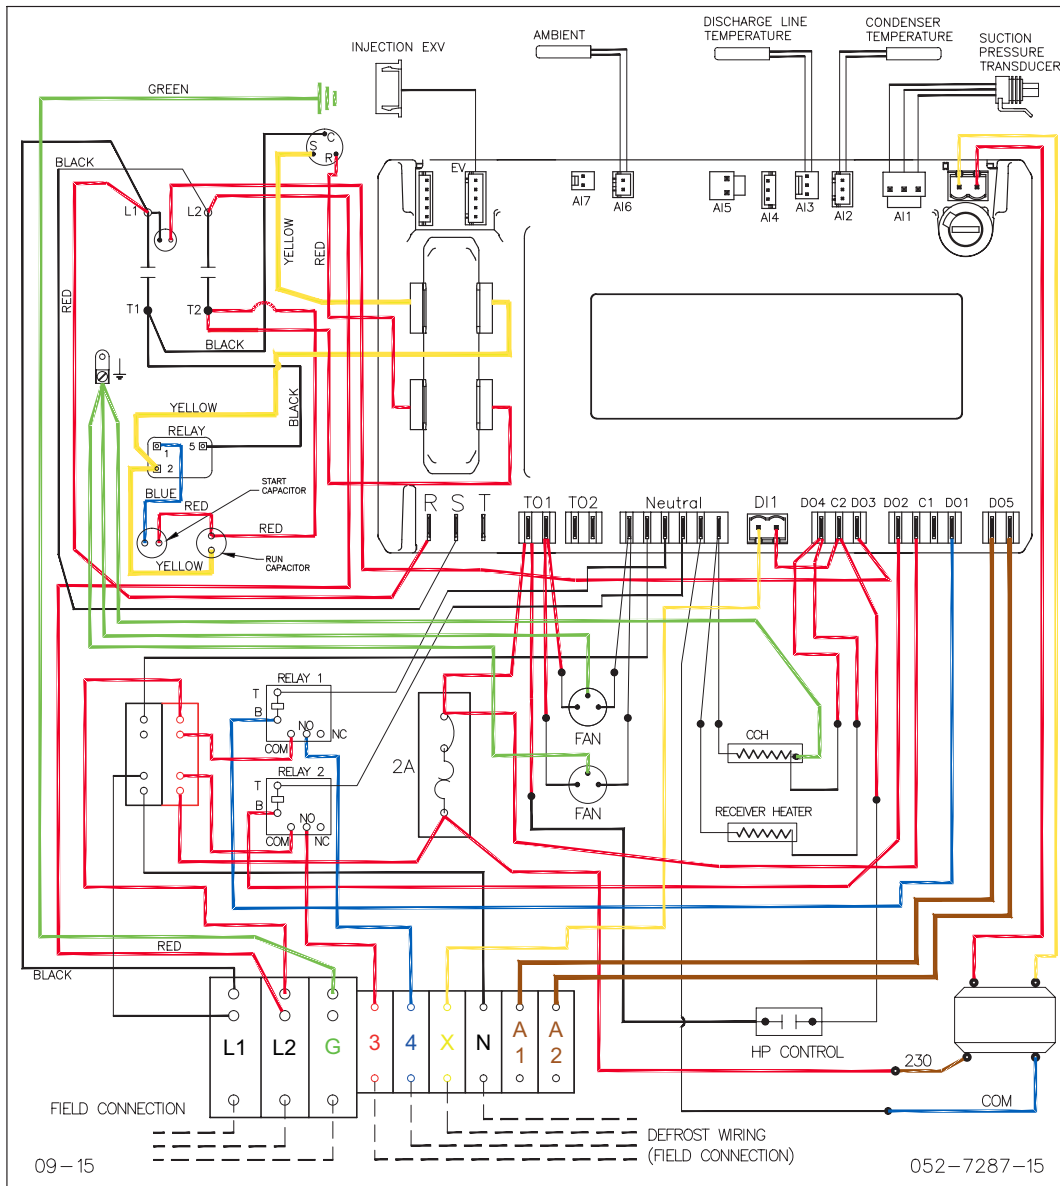 INJECTION EXV
AMBIENT
DISCHARGE LINE
TEMPERATURE
CONDENSER
TEMPERATURE
SUCTION
PRESSURE
TRANSDUCER
GREEN
C
S
R
BLACK
L1
L2
EV
AI7
AI6
AI5
AI4
AI3
AI2
AI1
YELLOW
RED
RED
T1
T2
BLACK
BLACK
YELLOW
RELAY
1
5
2
BLUE
START
CAPACITOR
RED
RED
RUN
CAPACITOR
YELLOW
R
S
T
TO1
TO2
Neutral
DI1
DO4
C2
DO3
DO2
C1
DO1
DO5
RELAY 1
T
B
NO
NC
COM
FAN
2A
CCH
RELAY 2
T
B
NO
COM
NC
FAN
RECEIVER HEATER
RED
BLACK
L1
L2
G
3
4
X
N
A
1
A
2
HP CONTROL
230
COM
FIELD CONNECTION
DEFROST WIRING
(FIELD CONNECTION)
09-15
052-7287-15